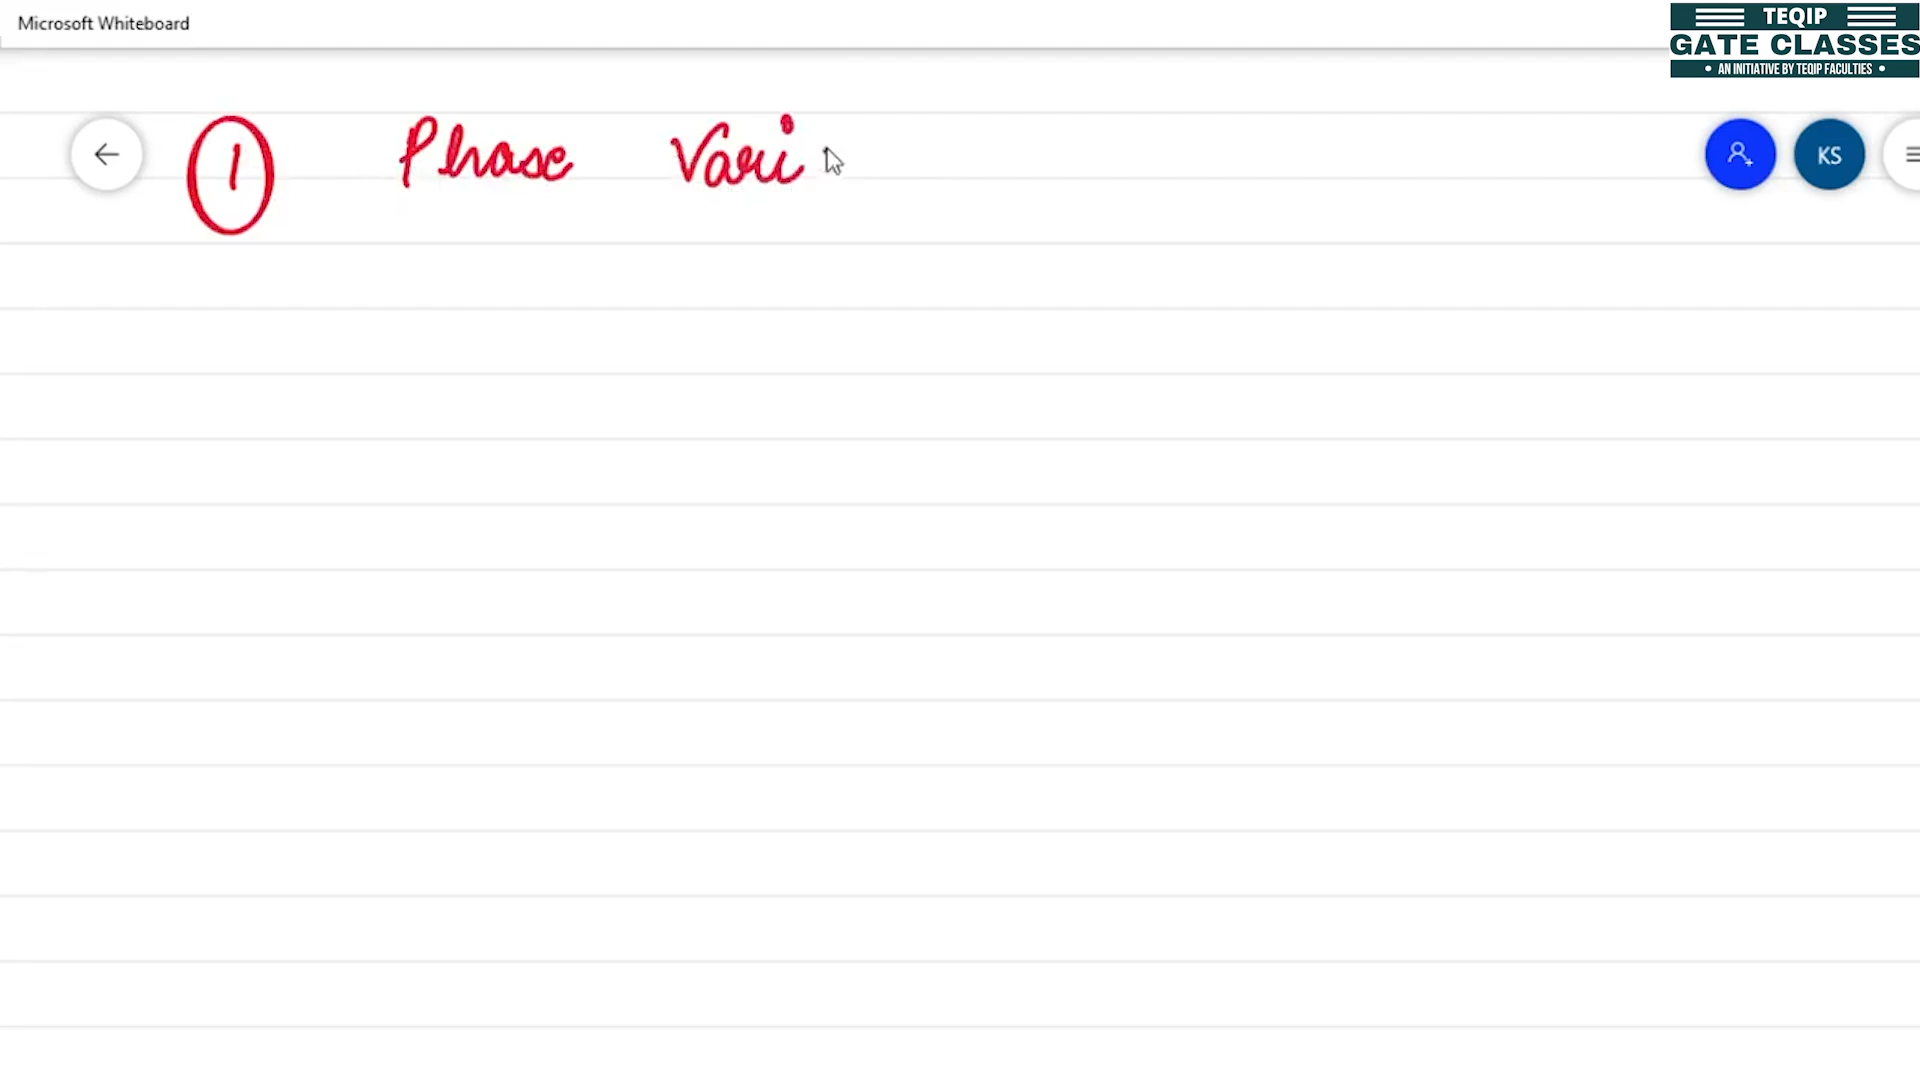 Microsoft Whiteboard
TEQIP
GATE CLASSES
• AN INITIATIVE BY TEQIP FACULTIES •
1 Phase Vari
KS